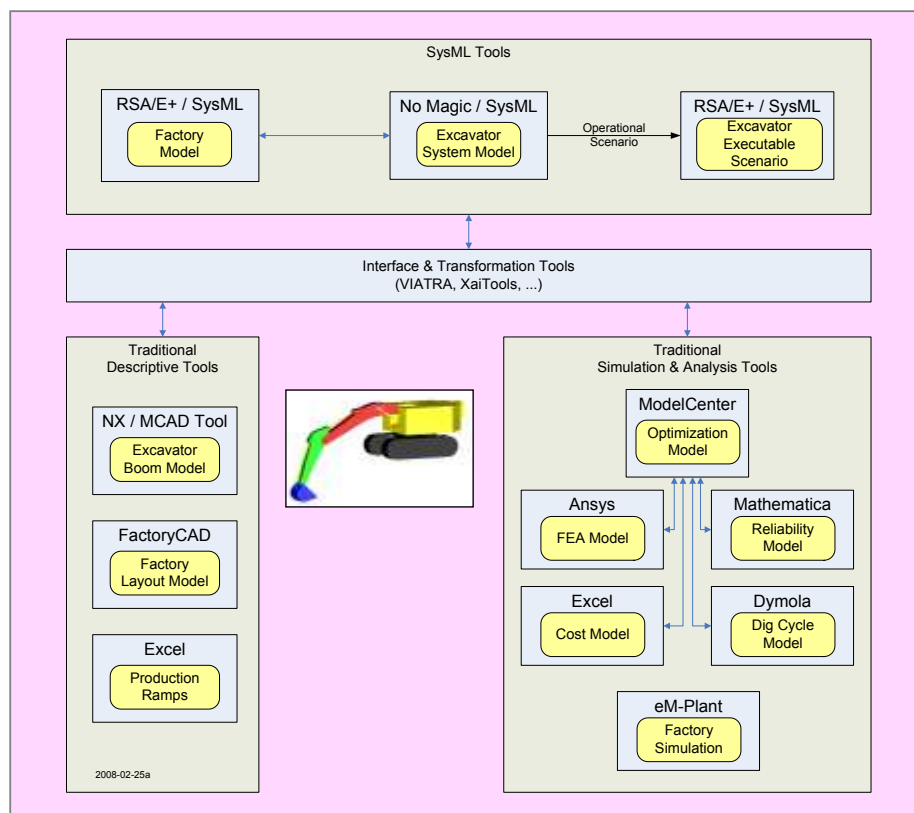 SysML Tools
RSA/E+ / SysML
Factory
Model
No Magic / SysML
Excavator
System Model
Operational
Scenario
RSA/E+ / SysML
Excavator
Executable
Scenario
Interface & Transformation Tools
(VIATRA, XaiTools, ...)
Traditional
Descriptive Tools
NX / MCAD Tool
Excavator
Boom Model
FactoryCAD
Factory
Layout Model
Excel
Production
Ramps
2008-02-25a
Traditional
Simulation & Analysis Tools
ModelCenter
Optimization
Model
Ansys
FEA Model
Mathematica
Reliability
Model
Excel
Cost Model
Dymola
Dig Cycle
Model
eM-Plant
Factory
Simulation